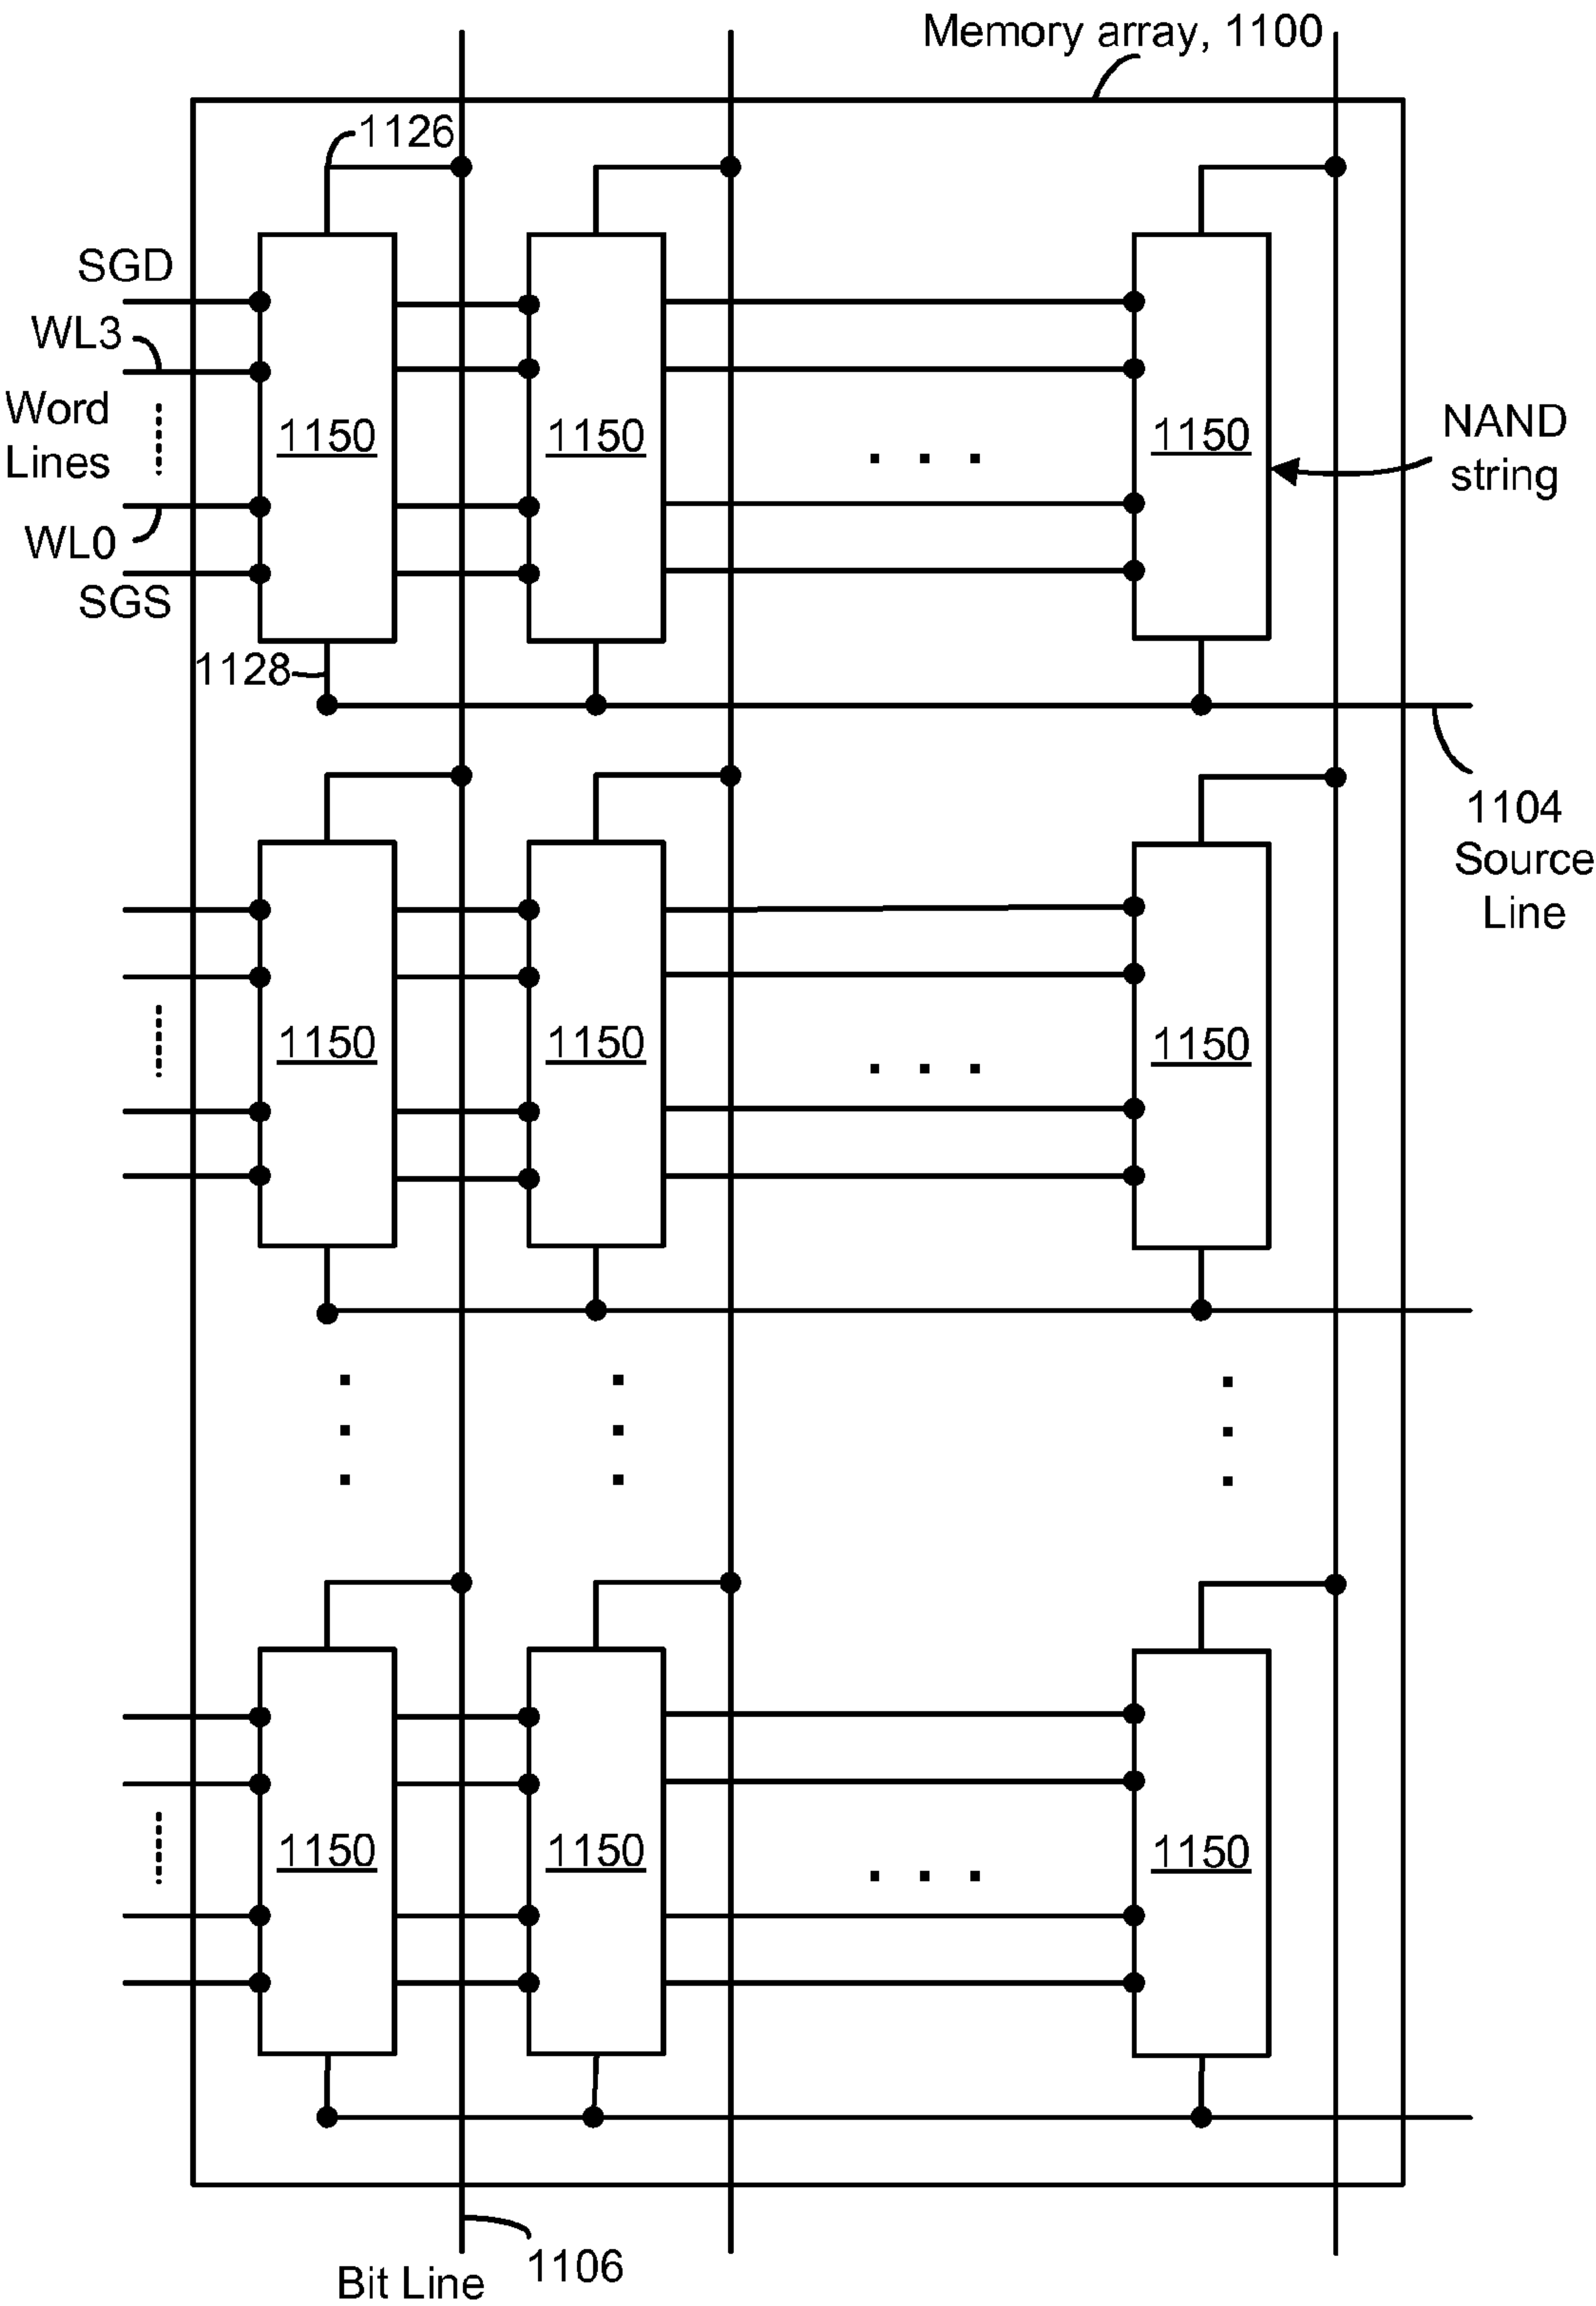 Memory array, 1100
1126
SGD
WL3
Word
Lines
WL0
SGS
1150
1150
. . .
1150
NAND
string
1128
1104
Source
Line
1150
1150
. . .
1150
1150
1150
. . .
1150
Bit Line
1106